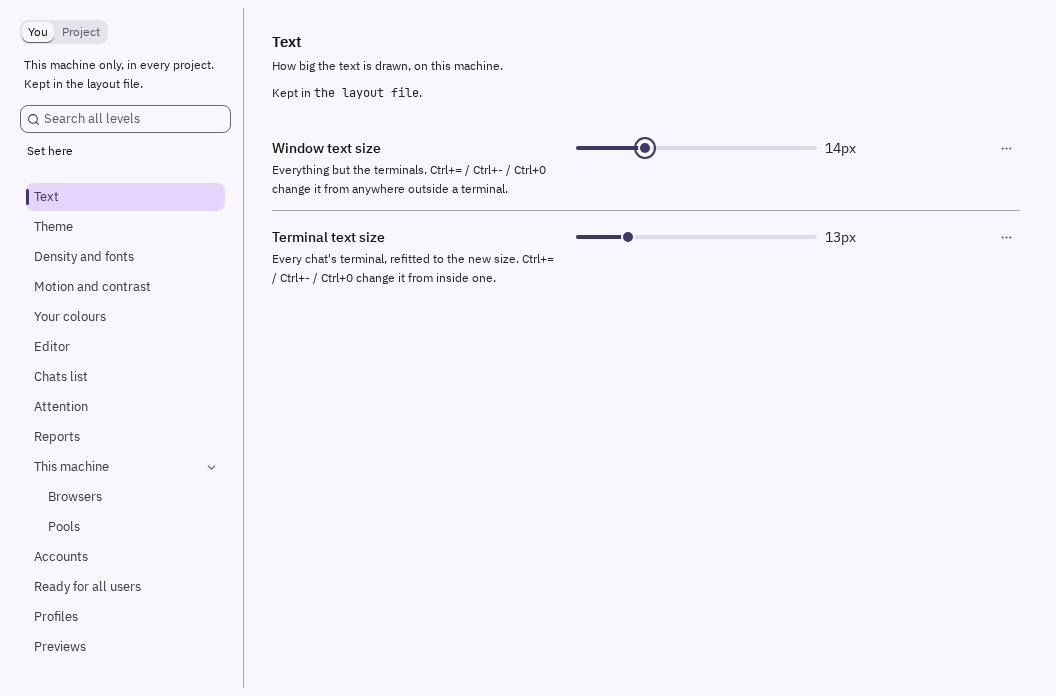 You Project
This machine only, in every project.
Kept in the layout file.
Search all levels
Set here
Text
Theme
Density and fonts
Motion and contrast
Your colours
Editor
Chats list
Attention
Reports
This machine
Browsers
Pools
Accounts
Ready for all users
Profiles
Previews
Text
How big the text is drawn, on this machine.
Kept in the layout file.
Window text size
14px
Everything but the terminals. Ctrl+= / Ctrl+- / Ctrl+0
change it from anywhere outside a terminal.
Terminal text size
13px
Every chat's terminal, refitted to the new size. Ctrl+=
/ Ctrl+- / Ctrl+0 change it from inside one.